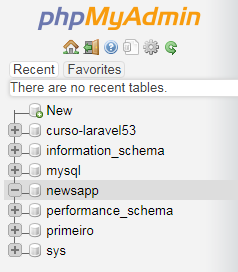 phpMyAdmin
Recent Favorites
There are no recent tables.
New
curso-laravel53
information_schema
mysql
newsapp
performance_schema
primeiro
sys